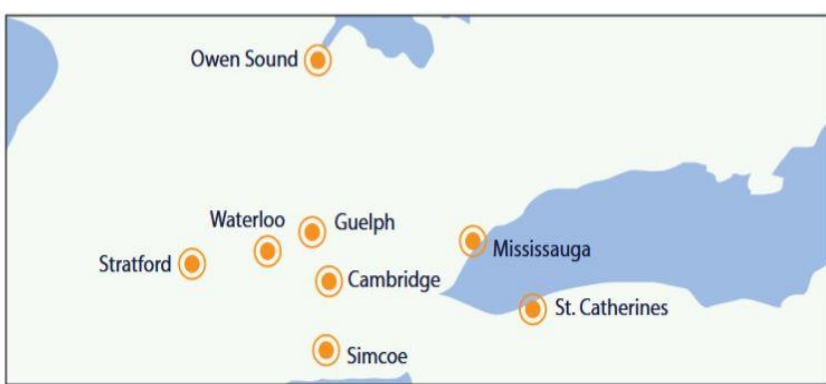 Owen Sound
Waterloo
Guelph
Mississauga
Stratford
Cambridge
St. Catherines
Simcoe